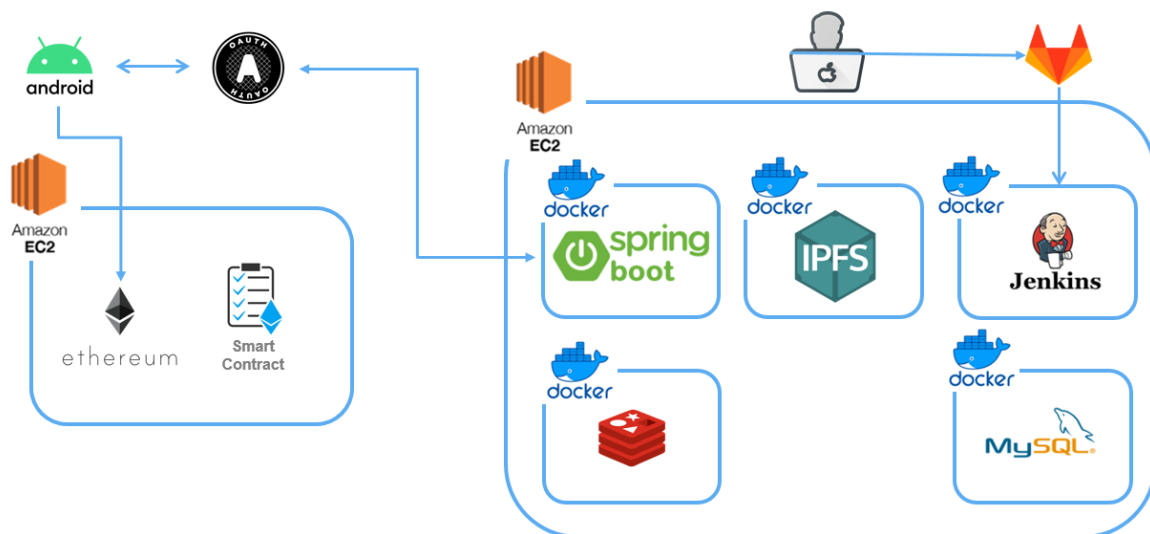 android
OAUTH
A
OAUTH
Amazon
EC2
ethereum
Smart
Contract
Amazon
EC2
docker
spring
boot
docker
IPFS
docker
Jenkins
docker
docker
MySQL®